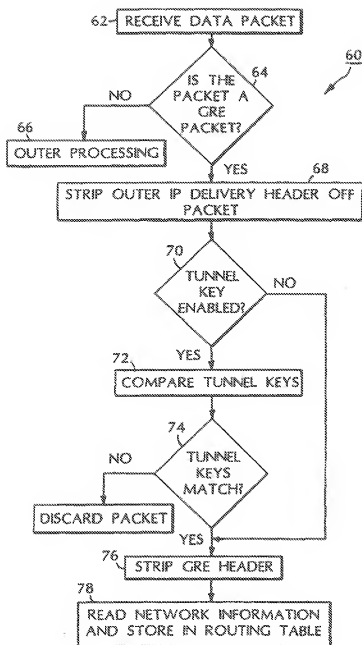 62
RECEIVE DATA PACKET
60
64
IS THE
PACKET A
GRE
PACKET?
NO
66
OUTER PROCESSING
YES
68
STRIP OUTER IP DELIVERY HEADER OFF
PACKET
70
TUNNEL
KEY
ENABLED?
NO
YES
72
COMPARE TUNNEL KEYS
74
TUNNEL
KEYS
MATCH?
NO
DISCARD PACKET
YES
76
STRIP GRE HEADER
78
READ NETWORK INFORMATION
AND STORE IN ROUTING TABLE